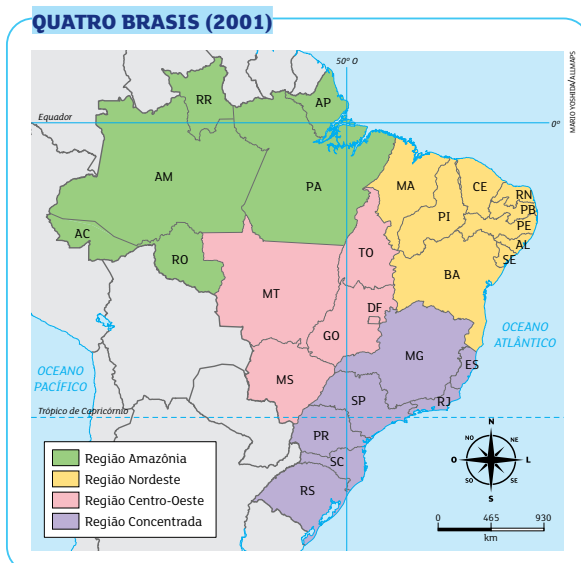 QUATRO BRASIS (2001)
MARIO YOSHIDA/ALLMAPS
50° O
RR
AP
Equador
0°
AM
PA
MA
CE
RN
PB
PI
PE
AC
AL
TO
SE
RO
BA
MT
DF
GO
MG
OCEANO
ATLÂNTICO
ES
OCEANO
PACÍFICO
MS
SP
RJ
Trópico de Capricórnio
PR
SC
RS
N
NO
NE
O
L
SO
SE
S
Região Amazônia
Região Nordeste
Região Centro-Oeste
Região Concentrada
0 465 930
km